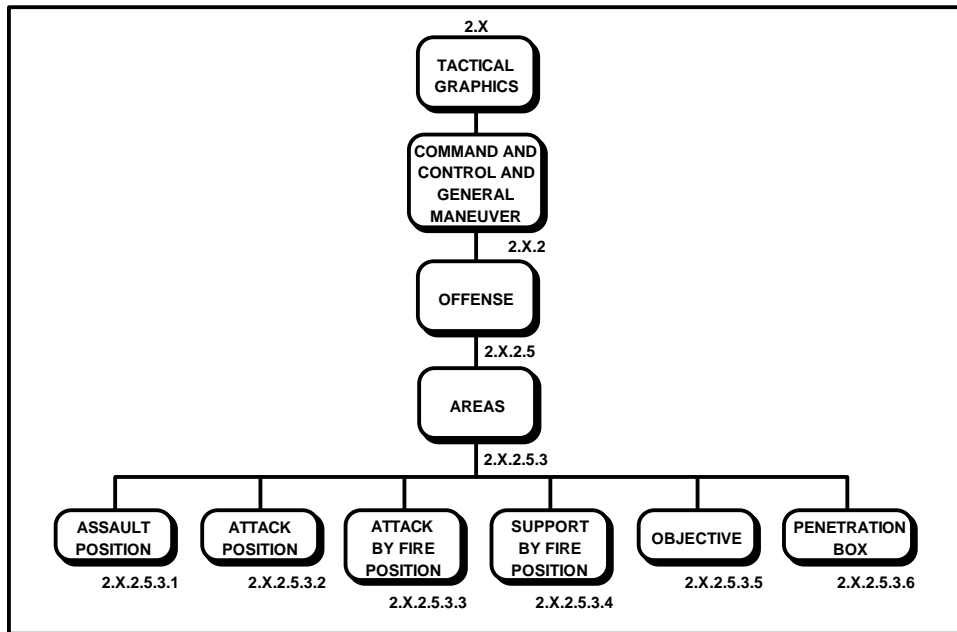 2.X
TACTICAL
GRAPHICS
COMMAND AND
CONTROL AND
GENERAL
MANEUVER
2.X.2
OFFENSE
2.X.2.5
AREAS
2.X.2.5.3
ASSAULT
POSITION
2.X.2.5.3.1
ATTACK
POSITION
2.X.2.5.3.2
ATTACK
BY FIRE
POSITION
2.X.2.5.3.3
SUPPORT
BY FIRE
POSITION
2.X.2.5.3.4
OBJECTIVE
2.X.2.5.3.5
PENETRATION
BOX
2.X.2.5.3.6